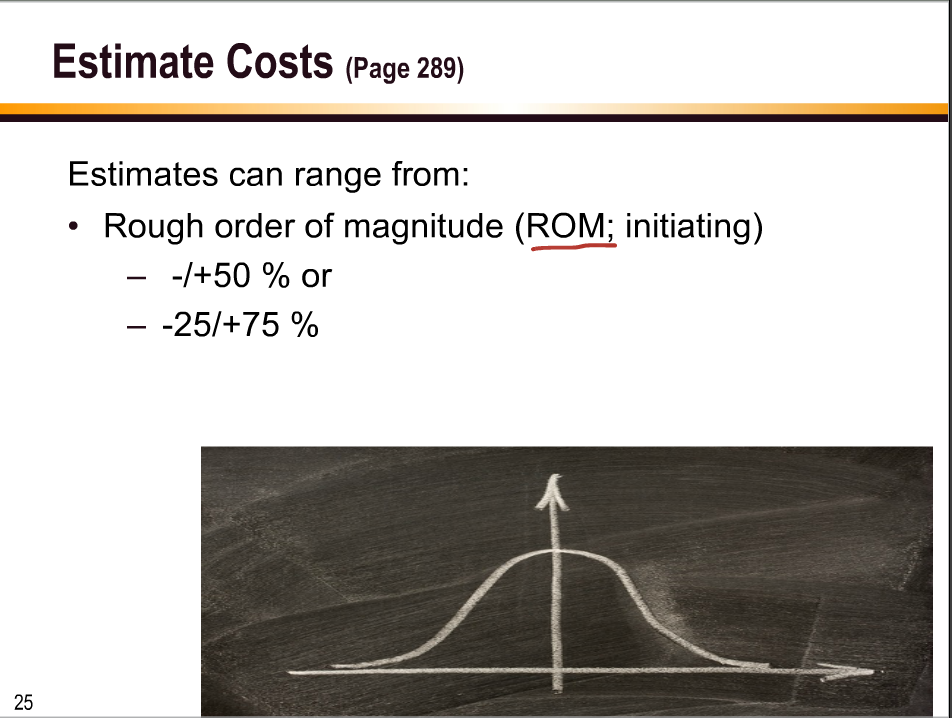 Estimate Costs (Page 289)
Estimates can range from:
• Rough order of magnitude (ROM; initiating)
– -/+50 % or
– -25/+75 %
25